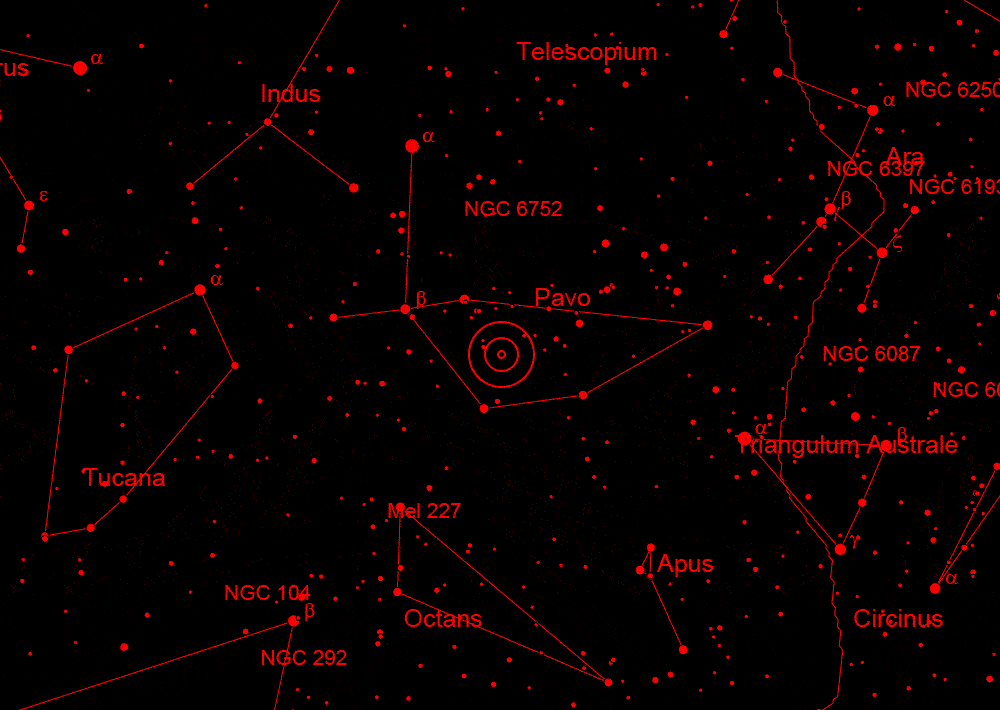 Telescopium
α
rus
Indus
NGC 6250
α
α
Ara
NGC 6397
NGC 6193
ε
β
NGC 6752
ζ
α
β
Pavo
NGC 6087
NGC 60
α
β
Triangulum Australe
Tucana
Mel 227
γ
Apus
α
NGC 104
β
Octans
Circinus
NGC 292